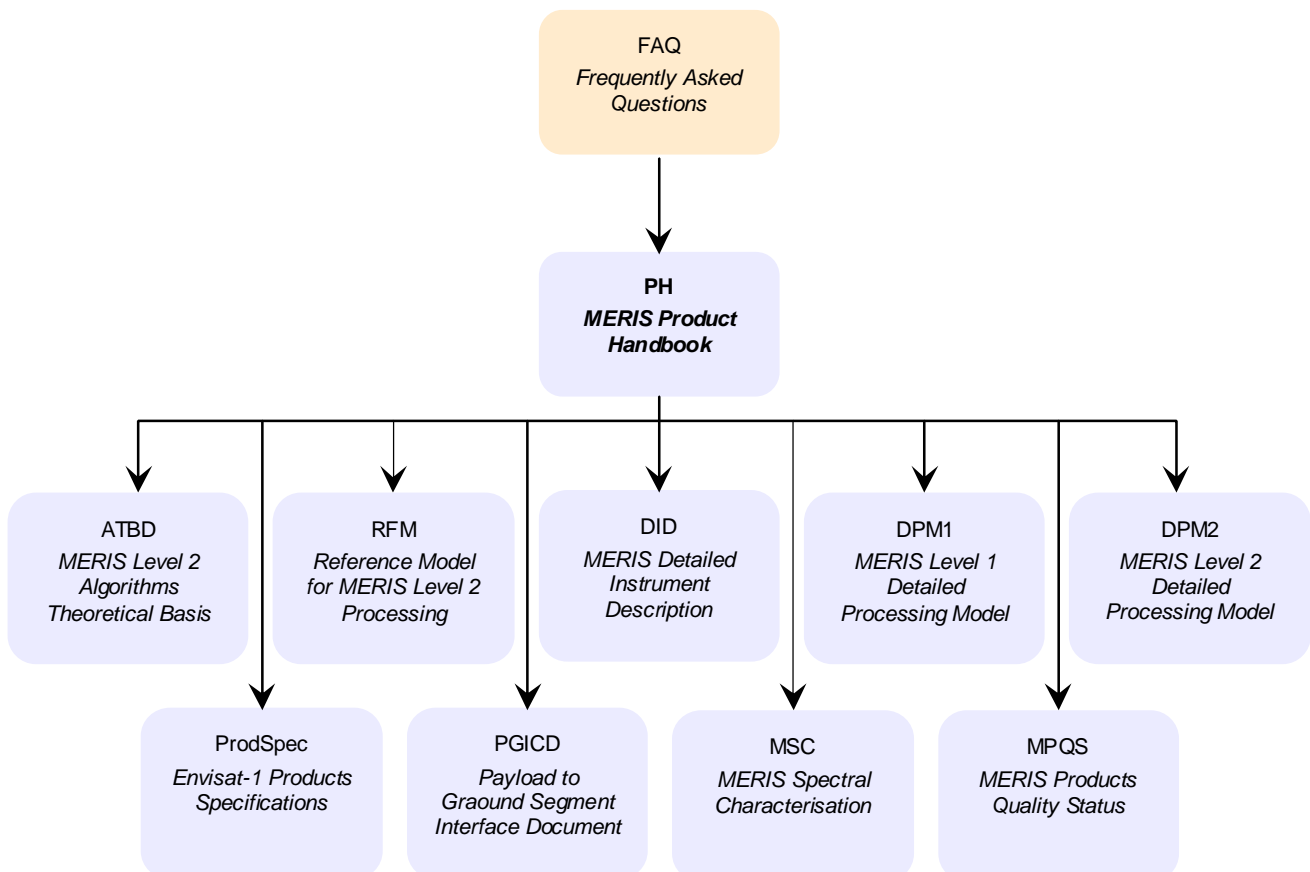 FAQ
Frequently Asked
Questions
PH
MERIS Product
Handbook
ATBD
MERIS Level 2
Algorithms
Theoretical Basis
RFM
Reference Model
for MERIS Level 2
Processing
DID
MERIS Detailed
Instrument
Description
DPM1
MERIS Level 1
Detailed
Processing Model
DPM2
MERIS Level 2
Detailed
Processing Model
ProdSpec
Envisat-1 Products
Specifications
PGICD
Payload to
Graound Segment
Interface Document
MSC
MERIS Spectral
Characterisation
MPQS
MERIS Products
Quality Status